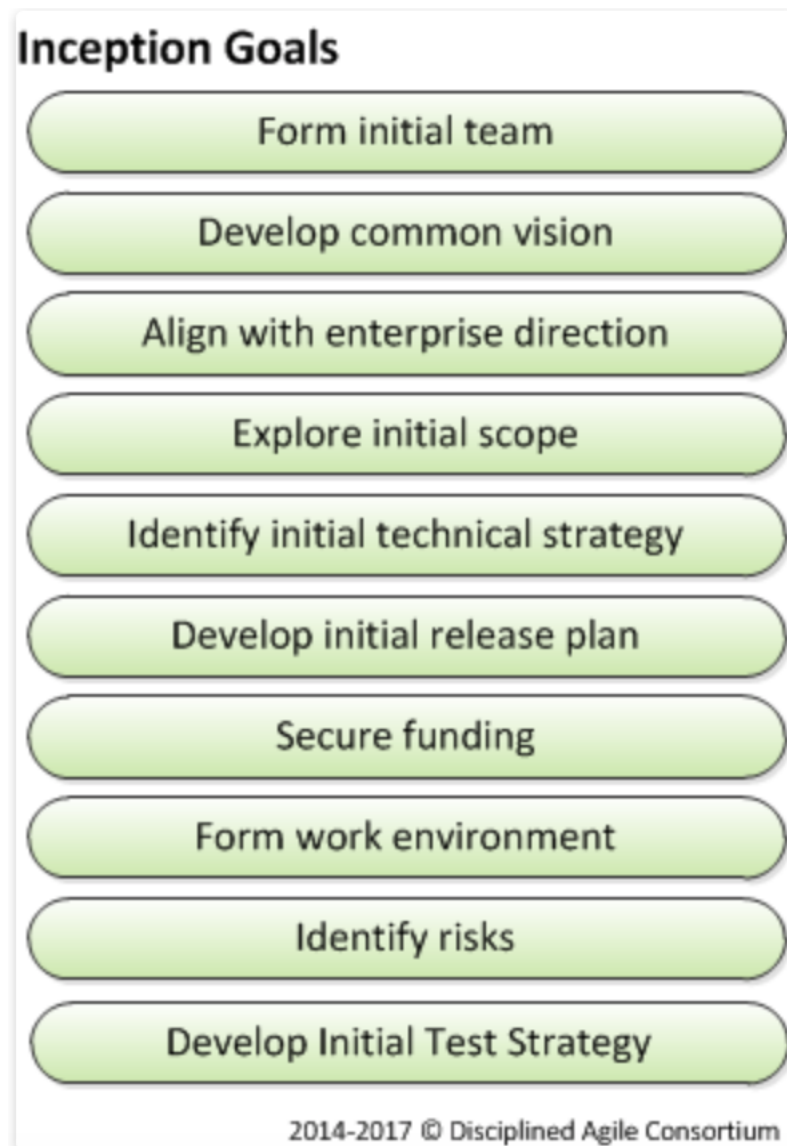 Inception Goals
Form initial team
Develop common vision
Align with enterprise direction
Explore initial scope
Identify initial technical strategy
Develop initial release plan
Secure funding
Form work environment
Identify risks
Develop Initial Test Strategy
2014-2017 © Disciplined Agile Consortium